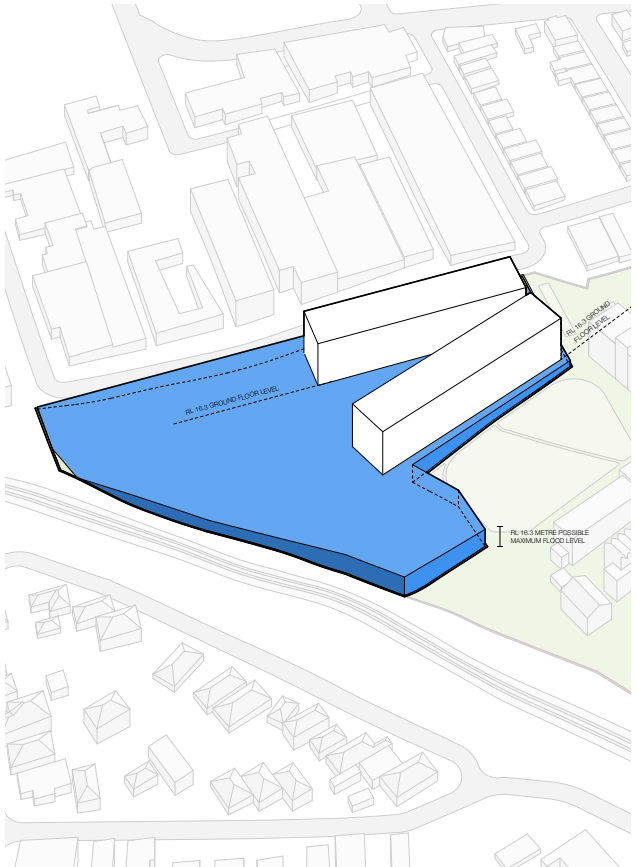 RL 16.3 GROUND
FLOOR LEVEL
RL 16.3 GROUND FLOOR LEVEL
RL 16.3 METRE POSSIBLE
MAXIMUM FLOOD LEVEL